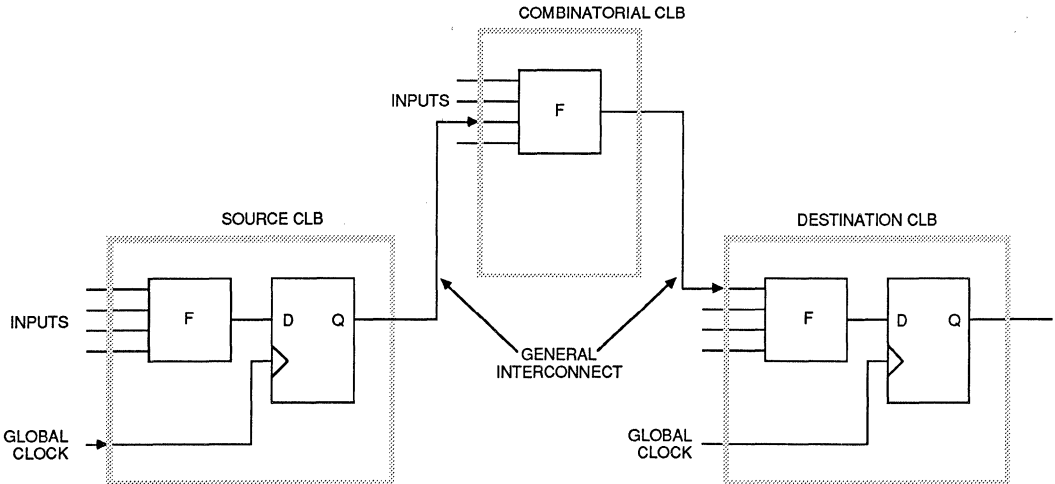 COMBINATORIAL CLB
INPUTS
F
SOURCE CLB
DESTINATION CLB
INPUTS
F
D
Q
GENERAL
INTERCONNECT
F
D
Q
GLOBAL
CLOCK
GLOBAL
CLOCK